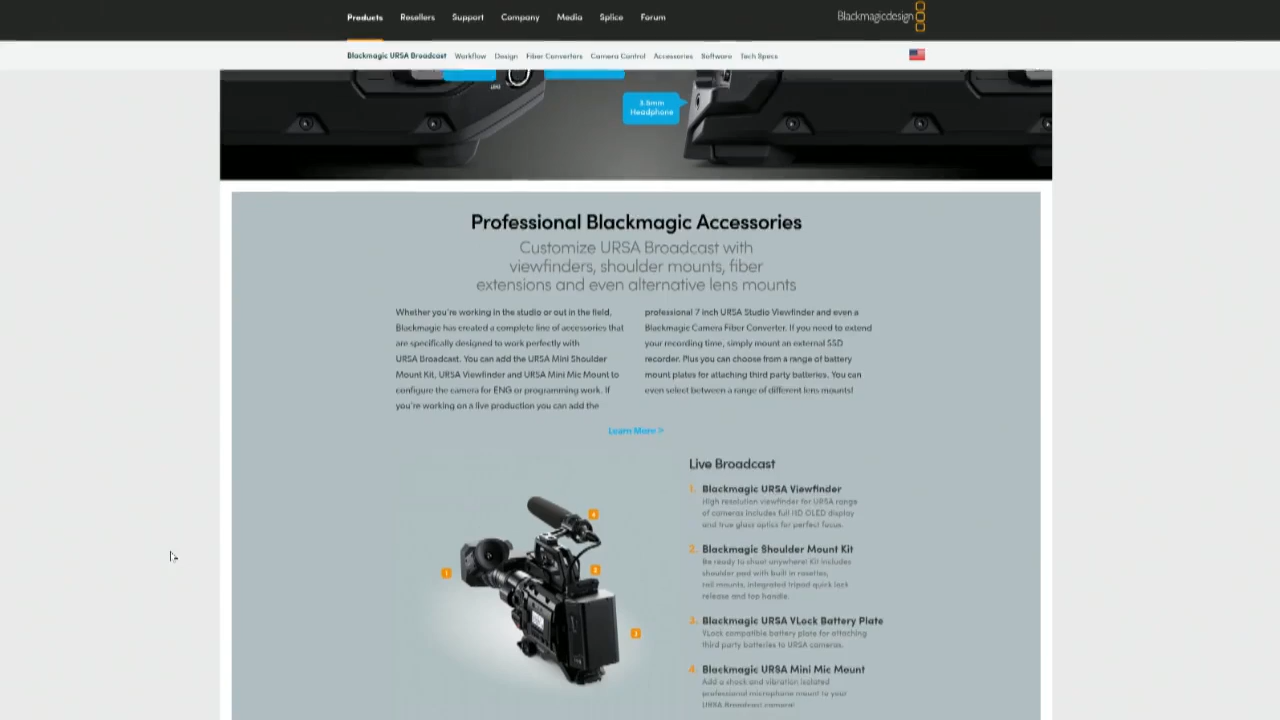 Products Resellers Support Company Media Splice Forum
Blackmagicdesign
Blackmagic URSA Broadcast Workflow Design Fiber Converters Camera Control Accessories Software Tech Specs
3.5mm
Headphone
Professional Blackmagic Accessories
Customize URSA Broadcast with
viewfinders, shoulder mounts, fiber
extensions and even alternative lens mounts
Whether you're working in the studio or out in the field,
Blackmagic has created a complete line of accessories that
are specifically designed to work perfectly with
URSA Broadcast. You can add the URSA Mini Shoulder
Mount Kit, URSA Viewfinder and URSA Mini Mic Mount to
configure the camera for ENG or programming work. If
you're working on a live production you can add the
professional 7 inch URSA Studio Viewfinder and even a
Blackmagic Camera Fiber Converter. If you need to extend
your recording time, simply mount an external SSD
recorder. Plus you can choose from a range of battery
mount plates for attaching third party batteries. You can
even select between a range of different lens mounts!
Learn More >
Live Broadcast
1. Blackmagic URSA Viewfinder
High resolution viewfinder for URSA range
of cameras includes full HD OLED display
and true glass optics for perfect focus.
2. Blackmagic Shoulder Mount Kit
Be ready to shoot anywhere! Kit includes
shoulder pad with built in rosettes,
rail mounts, integrated tripod quick lock
release and top handle.
3. Blackmagic URSA VLock Battery Plate
VLock compatible battery plate for attaching
third party batteries to URSA cameras.
4. Blackmagic URSA Mini Mic Mount
Add a shock and vibration isolated
professional microphone mount to your
URSA Broadcast camera!
4
1